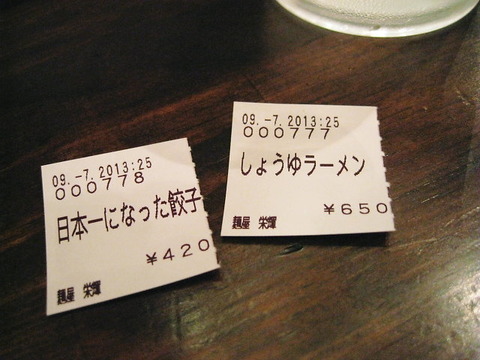 09.-7.2013:25
000778
日本一になった餃子
¥420
麺屋 栄輝
09.-7.2013:25
000777
しょうゆラーメン
¥650
麺屋 栄輝